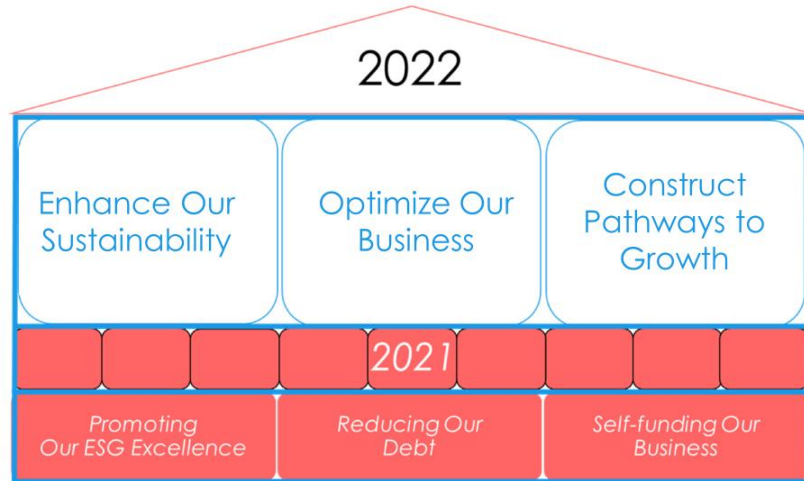 2022
Enhance Our
Sustainability
Optimize Our
Business
Construct
Pathways to
Growth
2021
Promoting
Our ESG Excellence
Reducing Our
Debt
Self-funding Our
Business